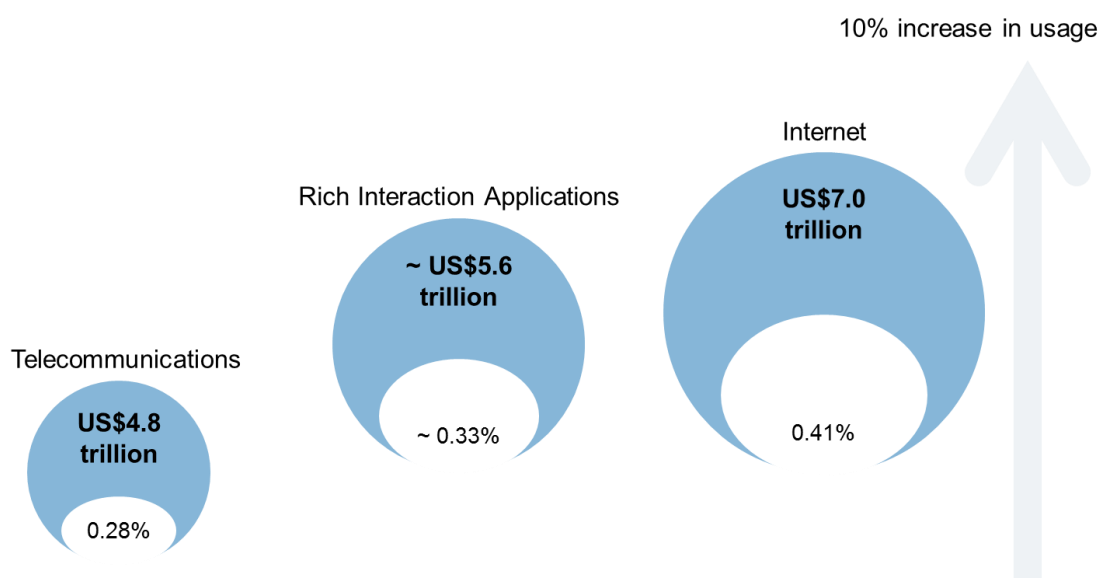 10% increase in usage
Internet
US$7.0
trillion
0.41%
Rich Interaction Applications
~ US$5.6
trillion
~ 0.33%
Telecommunications
US$4.8
trillion
0.28%